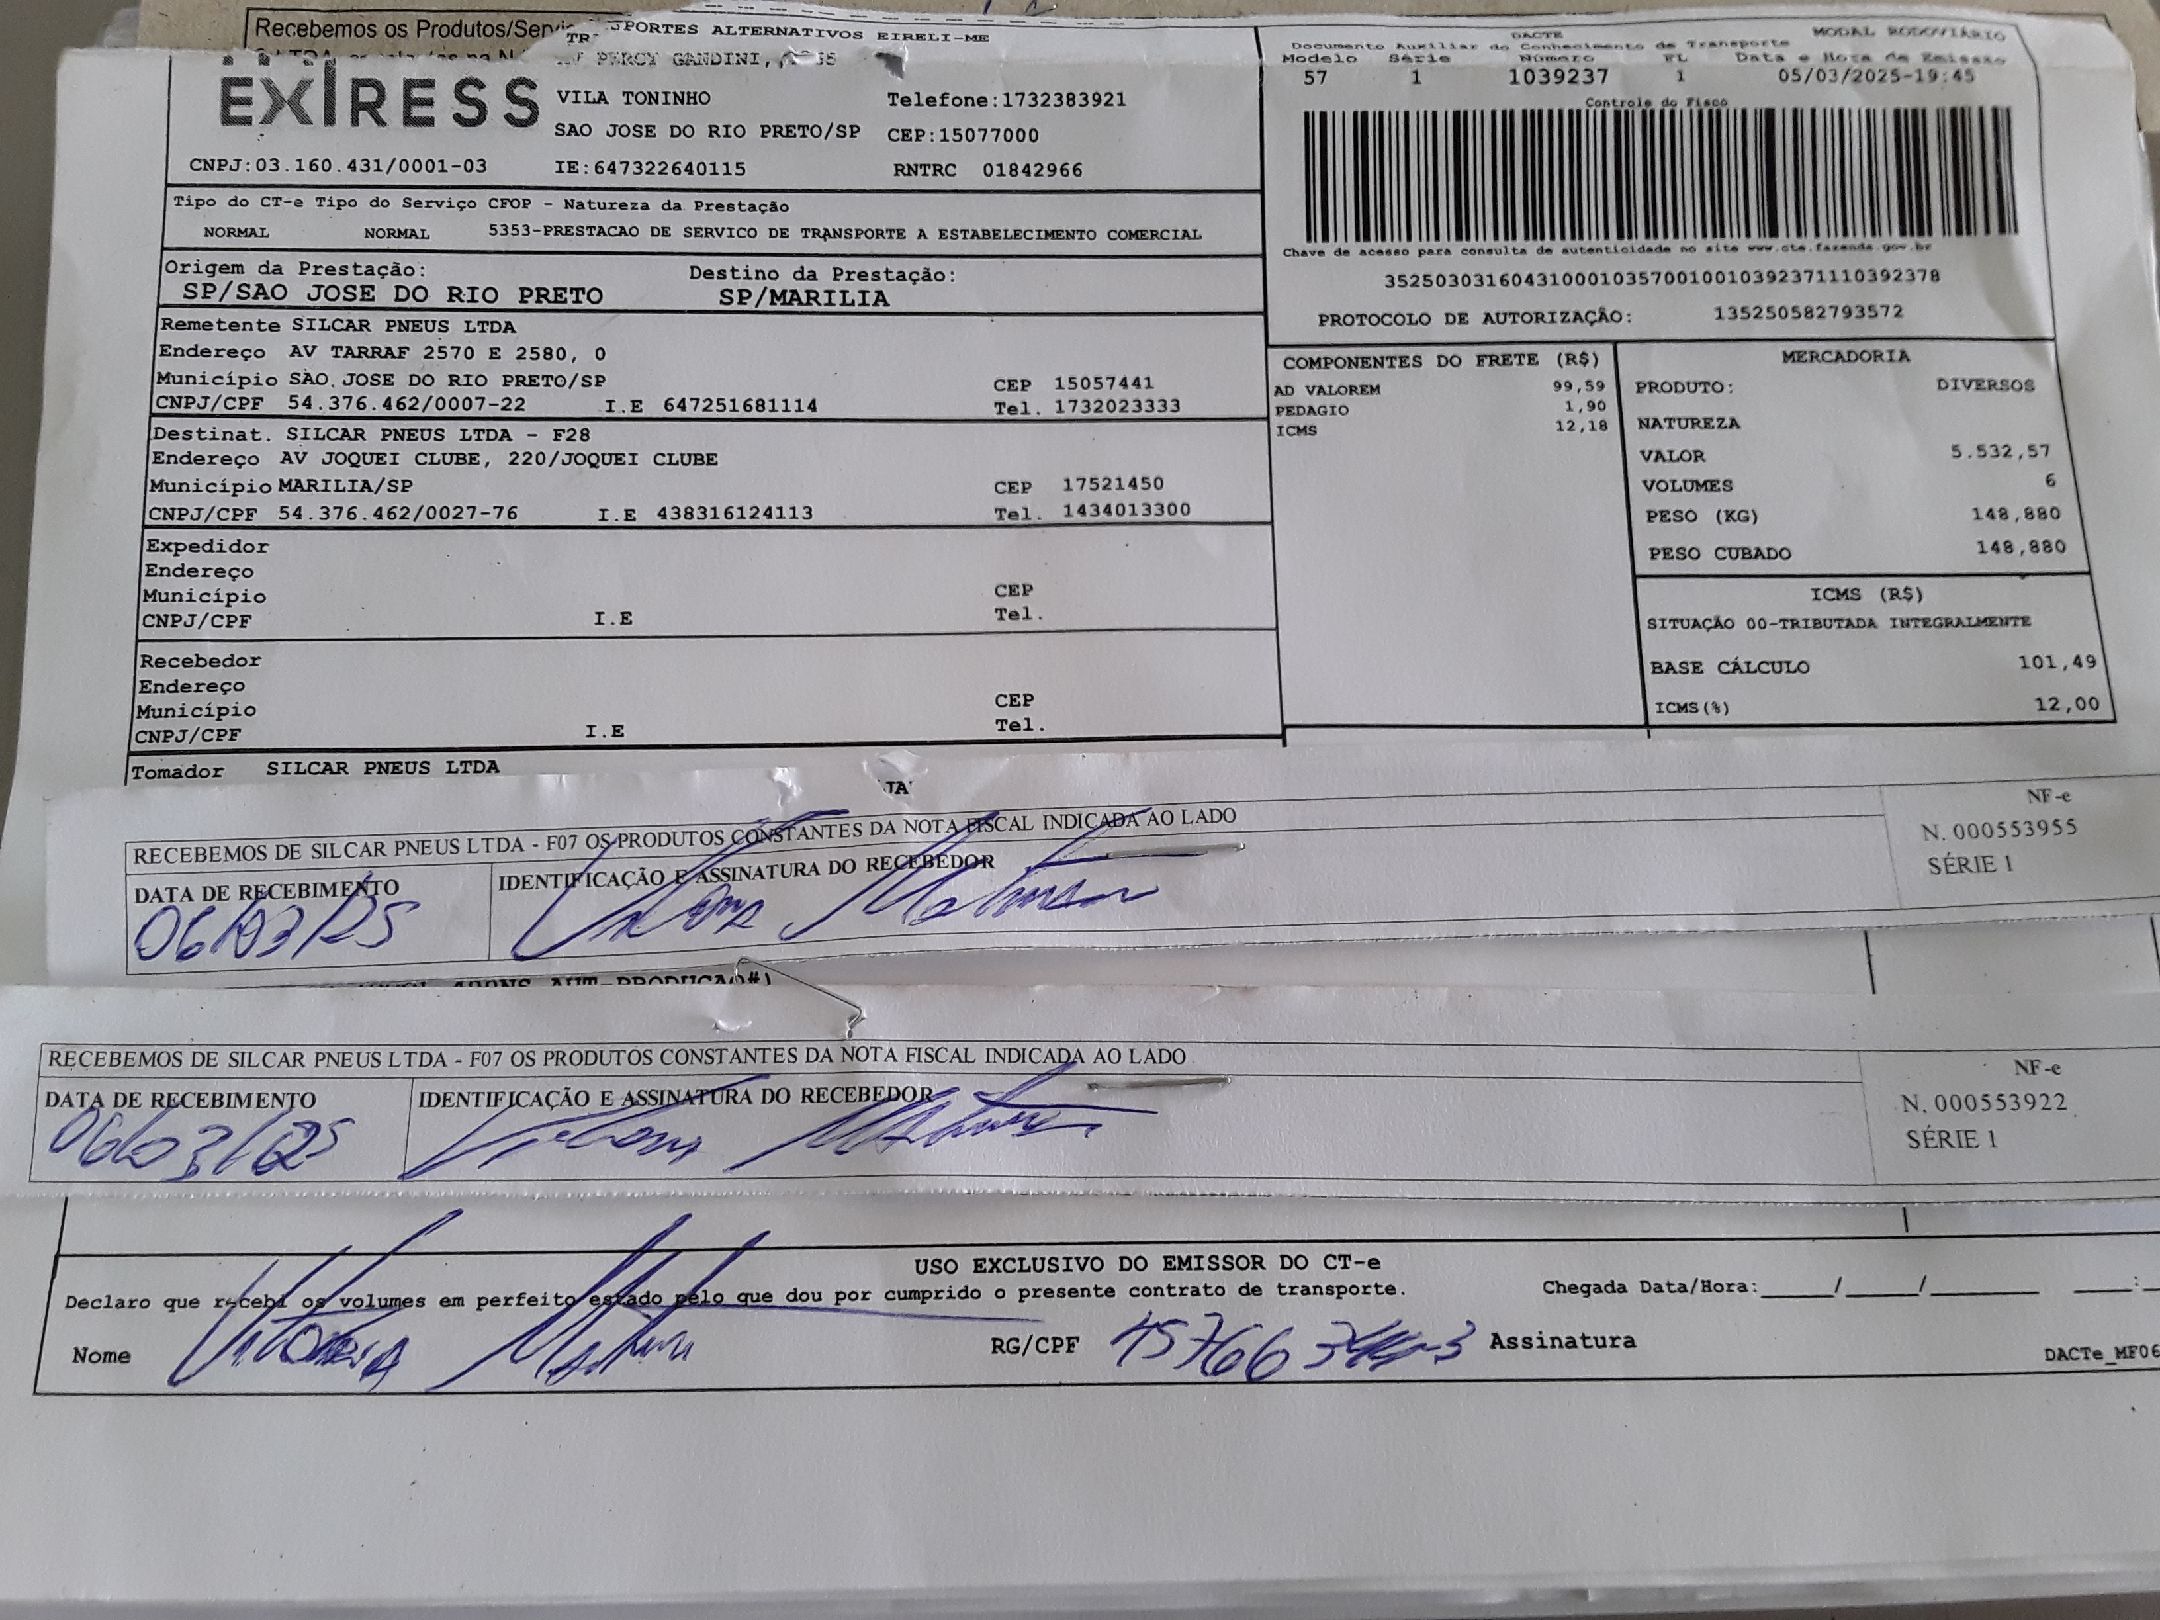 Recebemos os Produtos/Servi
PORTES ALTERNATIVOS EIRELI-ME
PERCY GANDINI,
EXIRESS
VILA TONINHO
Telefone:1732383921
SAO JOSE DO RIO PRETO/SP CEP:15077000
CNPJ:03.160.431/0001-03 IE:647322640115 RNTRC 01842966
DACTE MODAL RODOVIÁRIO
Documento Auxiliar do Conhecimento de Transporte
Modelo Série Número FL Data e Hora de Emissão
57 1 1039237 1 05/03/2025-19:45
Controle do Fisco
Chave de acesso para consulta de autenticidade no site www.cte.fazenda.gov.br
35250303160431000103570010010392371110392378
PROTOCOLO DE AUTORIZAÇÃO: 135250582793572
Tipo do CT-e Tipo do Serviço CFOP - Natureza da Prestação
NORMAL NORMAL 5353-PRESTACAO DE SERVICO DE TRANSPORTE A ESTABELECIMENTO COMERCIAL
Origem da Prestação: Destino da Prestação:
SP/SAO JOSE DO RIO PRETO SP/MARILIA
Remetente SILCAR PNEUS LTDA
Endereço AV TARRAF 2570 E 2580, 0
Município SAO JOSE DO RIO PRETO/SP CEP 15057441
CNPJ/CPF 54.376.462/0007-22 I.E 647251681114 Tel. 1732023333
Destinat. SILCAR PNEUS LTDA - F28
Endereço AV JOQUEI CLUBE, 220/JOQUEI CLUBE
Município MARILIA/SP CEP 17521450
CNPJ/CPF 54.376.462/0027-76 I.E 438316124113 Tel. 1434013300
Expedidor
Endereço
Município CEP
CNPJ/CPF I.E Tel.
Recebedor
Endereço
Município CEP
CNPJ/CPF I.E Tel.
Tomador SILCAR PNEUS LTDA
COMPONENTES DO FRETE (R$)
AD VALOREM 99,59
PEDAGIO 1,90
ICMS 12,18
MERCADORIA
PRODUTO: DIVERSOS
NATUREZA
VALOR 5.532,57
VOLUMES 6
PESO (KG) 148,880
PESO CUBADO 148,880
ICMS (R$)
SITUAÇÃO 00-TRIBUTADA INTEGRALMENTE
BASE CÁLCULO 101,49
ICMS(%) 12,00
RECEBEMOS DE SILCAR PNEUS LTDA - F07 OS PRODUTOS CONSTANTES DA NOTA FISCAL INDICADA AO LADO
NF-e
N. 000553955
SÉRIE 1
DATA DE RECEBIMENTO IDENTIFICAÇÃO E ASSINATURA DO RECEBEDOR
06/03/25
RECEBEMOS DE SILCAR PNEUS LTDA - F07 OS PRODUTOS CONSTANTES DA NOTA FISCAL INDICADA AO LADO
NF-e
N. 000553922
SÉRIE 1
DATA DE RECEBIMENTO IDENTIFICAÇÃO E ASSINATURA DO RECEBEDOR
06/03/25
USO EXCLUSIVO DO EMISSOR DO CT-e
Declaro que recebi os volumes em perfeito estado pelo que dou por cumprido o presente contrato de transporte. Chegada Data/Hora:_____/_____/_______ ___:
Nome RG/CPF Assinatura
DACTe_MF06